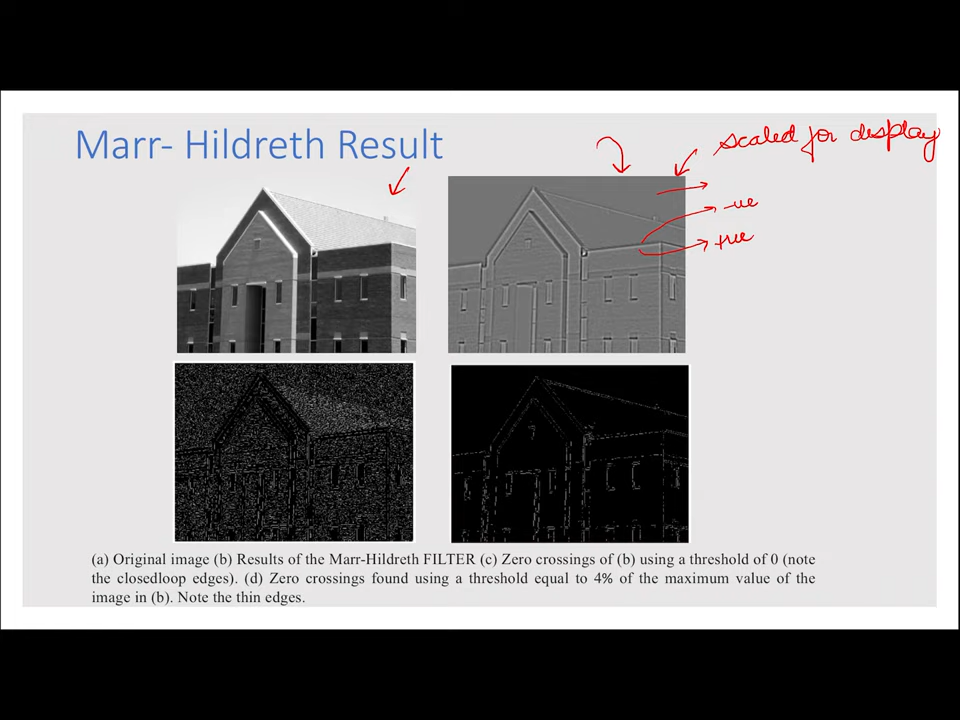 Marr- Hildreth Result
scaled for display
-ve
+ve
(a) Original image (b) Results of the Marr-Hildreth FILTER (c) Zero crossings of (b) using a threshold of 0 (note
the closedloop edges). (d) Zero crossings found using a threshold equal to 4% of the maximum value of the
image in (b). Note the thin edges.